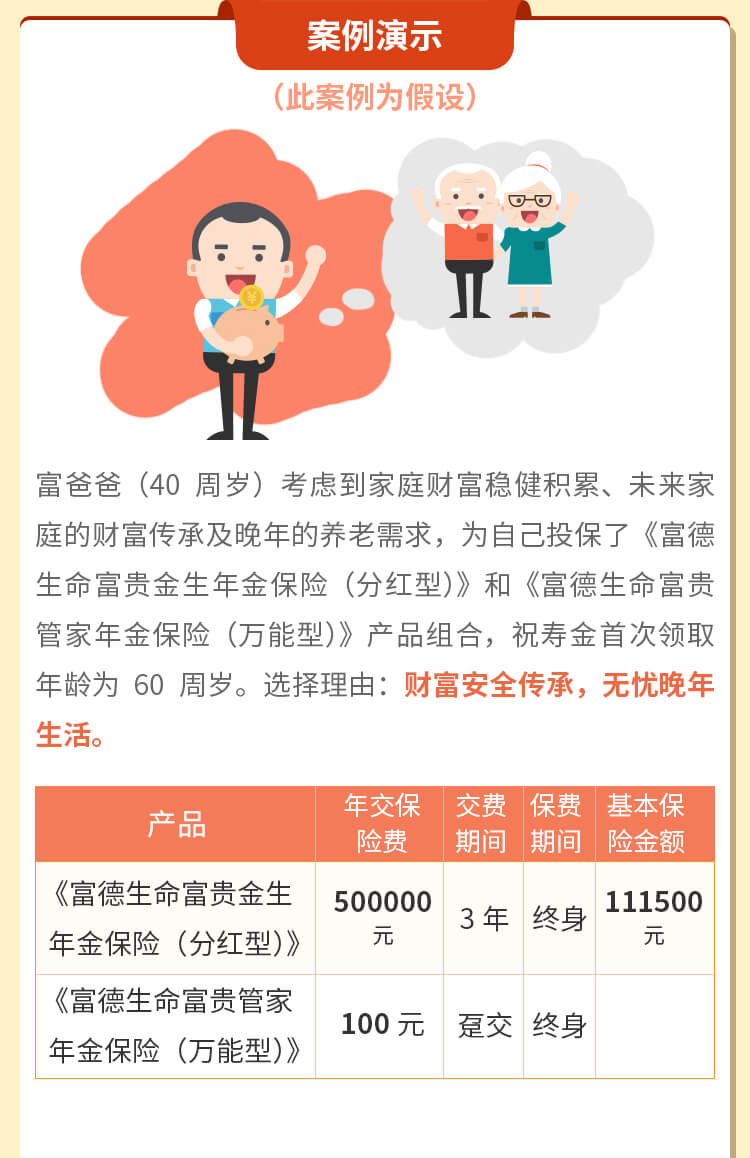 案例演示
（此案例为假设）
富爸爸（40 周岁）考虑到家庭财富稳健积累、未来家
庭的财富传承及晚年的养老需求，为自己投保了《富德
生命富贵金生年金保险（分红型）》和《富德生命富贵
管家年金保险（万能型）》产品组合，祝寿金首次领取
年龄为 60 周岁。选择理由：财富安全传承，无忧晚年
生活。
产品 年交保险费 交费期间 保费期间 基本保险金额
《富德生命富贵金生
年金保险（分红型）》
500000
元
3 年
终身
111500
元
《富德生命富贵管家
年金保险（万能型）》
100 元
趸交
终身